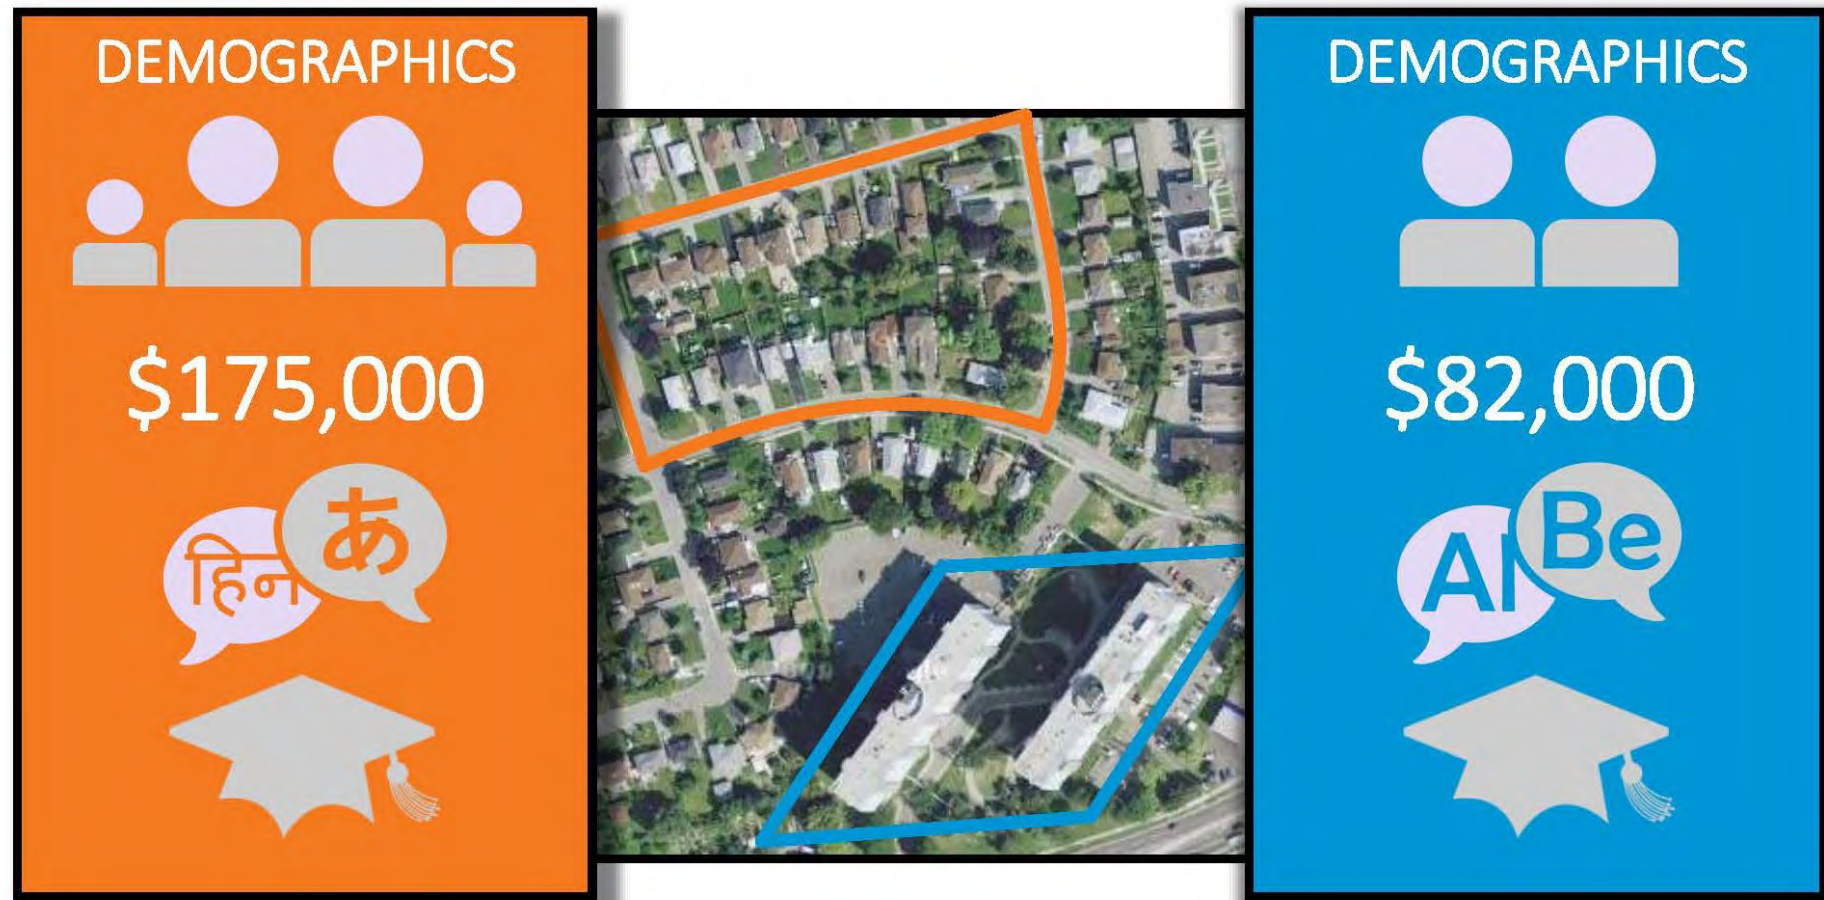 DEMOGRAPHICS
$175,000
हिन
あ
DEMOGRAPHICS
$82,000
Al
Be